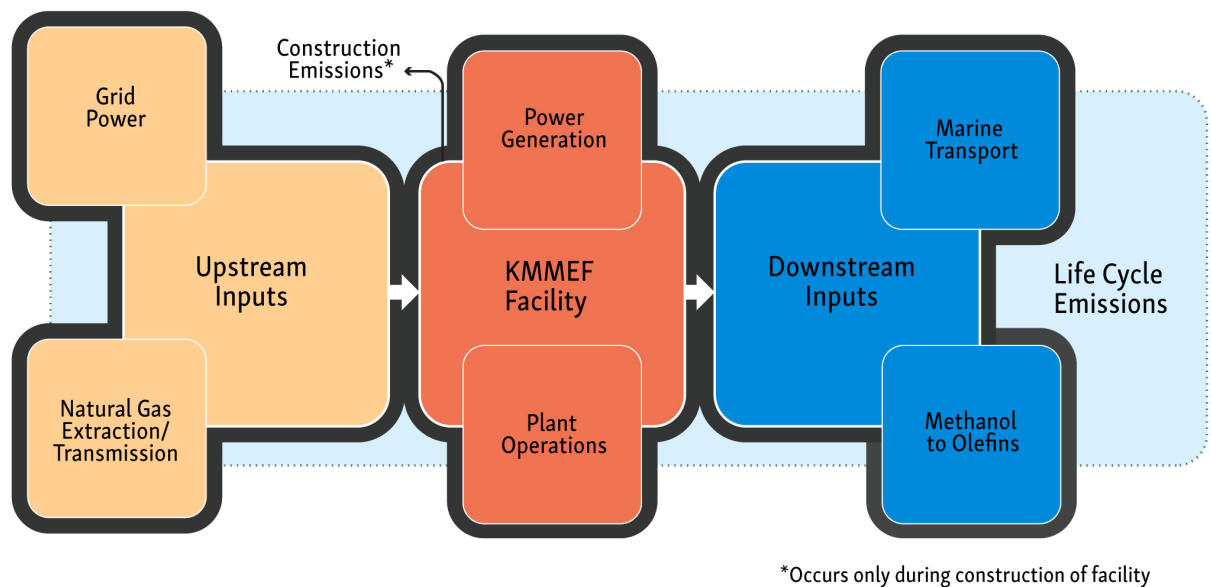 Construction
Emissions*
Grid
Power
Power
Generation
Marine
Transport
Upstream
Inputs
KMMEF
Facility
Downstream
Inputs
Life Cycle
Emissions
Natural Gas
Extraction/
Transmission
Plant
Operations
Methanol
to Olefins
*Occurs only during construction of facility